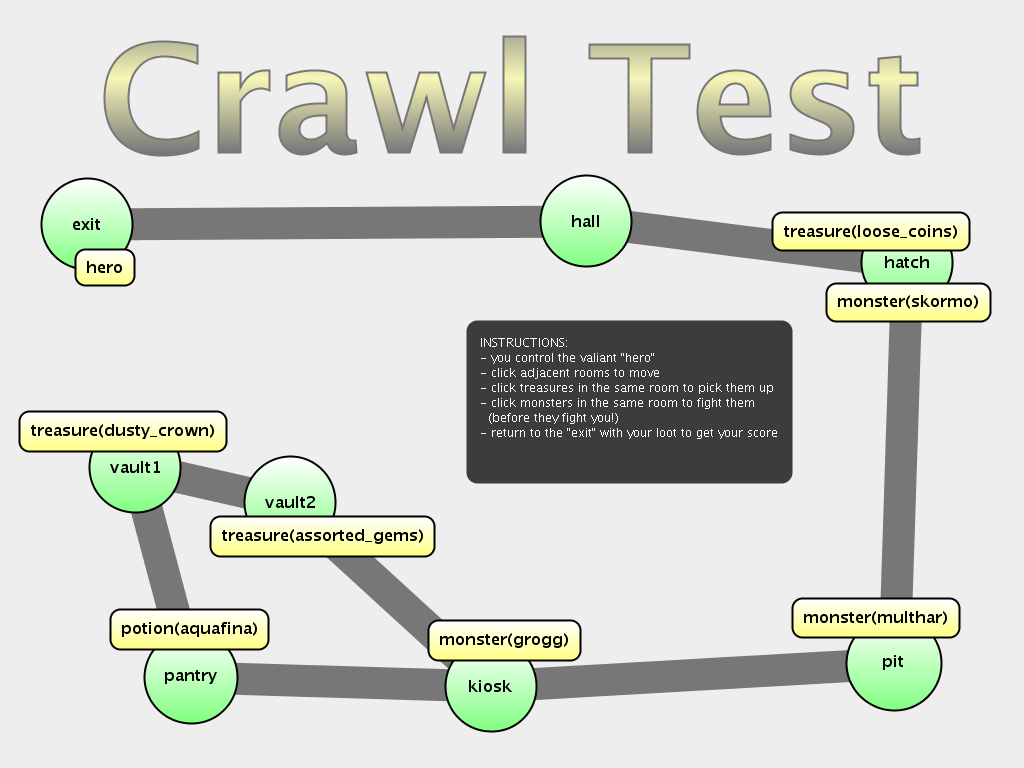 Crawl Test
exit
hero
hall
treasure(loose_coins)
hatch
monster(skormo)
INSTRUCTIONS:
- you control the valiant "hero"
- click adjacent rooms to move
- click treasures in the same room to pick them up
- click monsters in the same room to fight them
(before they fight you!)
- return to the "exit" with your loot to get your score
treasure(dusty_crown)
vault1
vault2
treasure(assorted_gems)
potion(aquafina)
pantry
monster(grogg)
kiosk
monster(multhar)
pit